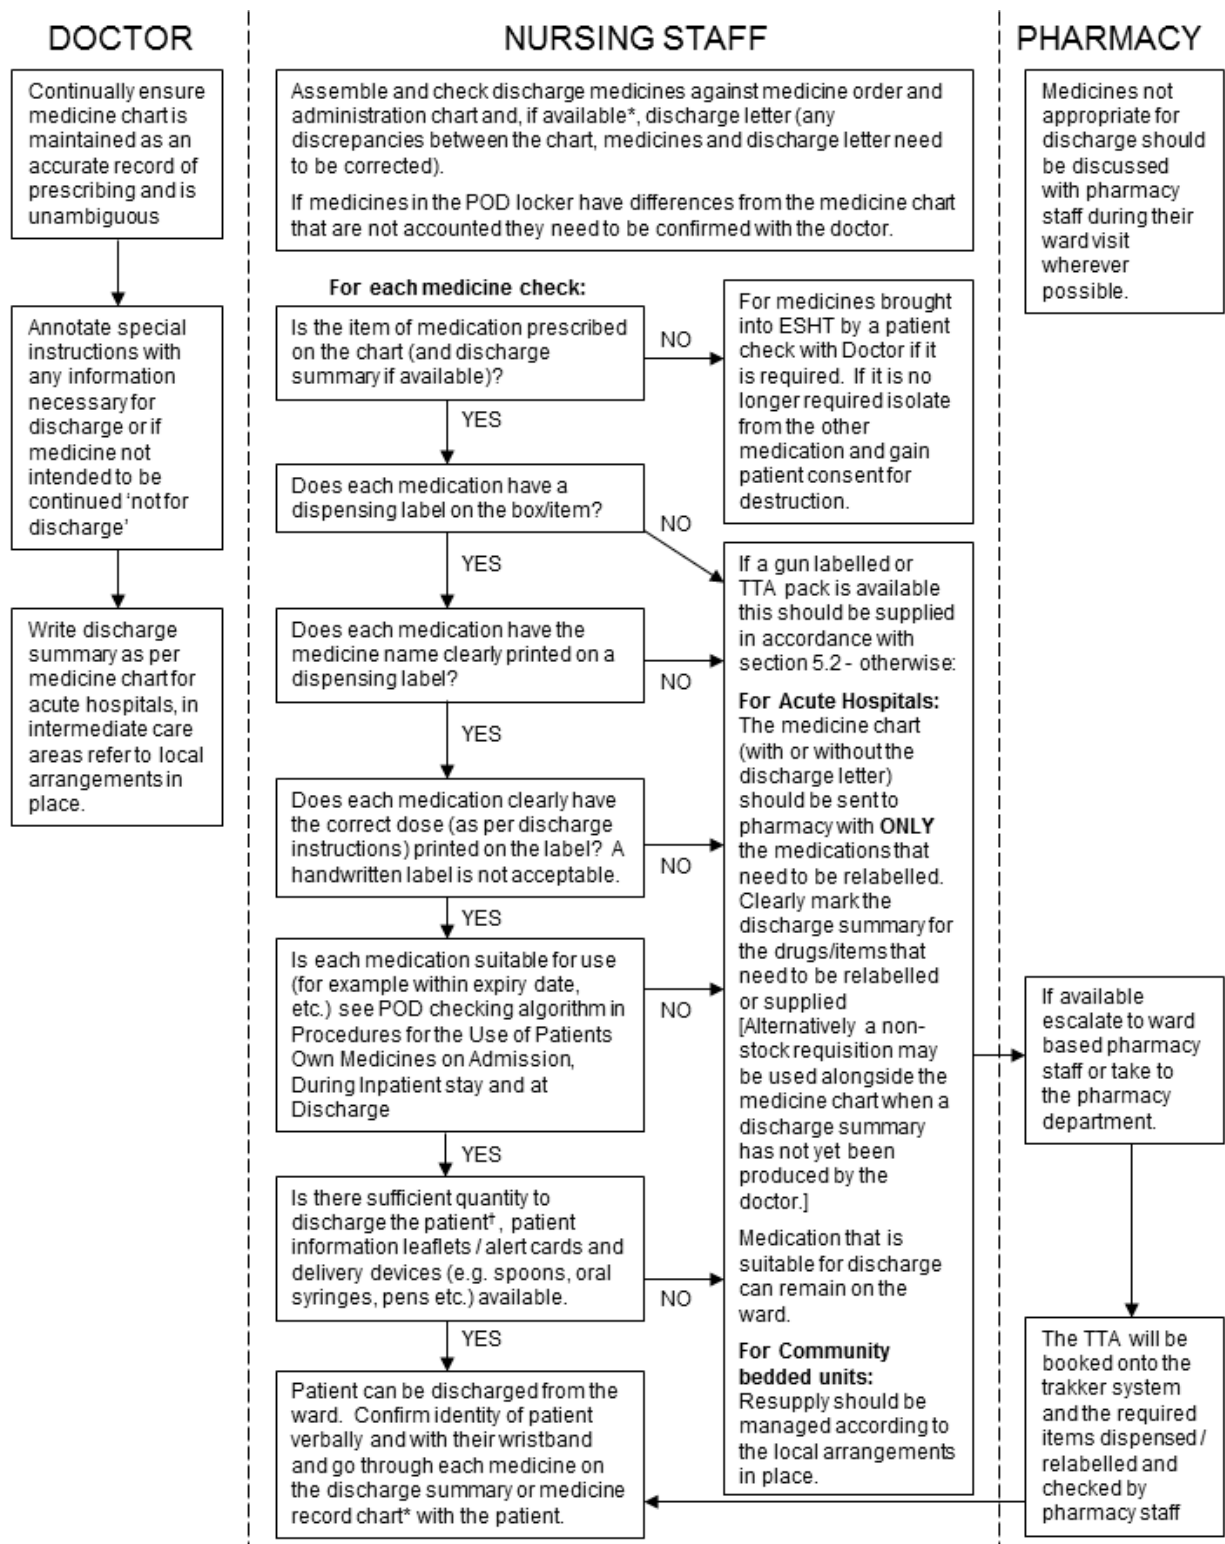 DOCTOR
Continually ensure
medicine chart is
maintained as an
accurate record of
prescribing and is
unambiguous
Annotate special
instructions with
any information
necessary for
discharge or if
medicine not
intended to be
continued ‘not for
discharge’
Write discharge
summary as per
medicine chart for
acute hospitals, in
intermediate care
areas refer to local
arrangements in
place.
NURSING STAFF
Assemble and check discharge medicines against medicine order and
administration chart and, if available*, discharge letter (any
discrepancies between the chart, medicines and discharge letter need
to be corrected).
If medicines in the POD locker have differences from the medicine chart
that are not accounted they need to be confirmed with the doctor.
For each medicine check:
Is the item of medication prescribed
on the chart (and discharge
summary if available)?
NO
For medicines brought
into ESHT by a patient
check with Doctor if it
is required. If it is no
longer required isolate
from the other
medication and gain
patient consent for
destruction.
YES
Does each medication have a
dispensing label on the box/item?
NO
YES
Does each medication have the
medicine name clearly printed on a
dispensing label?
NO
YES
Does each medication clearly have
the correct dose (as per discharge
instructions) printed on the label? A
handwritten label is not acceptable.
NO
YES
Is each medication suitable for use
(for example within expiry date,
etc.) see POD checking algorithm in
Procedures for the Use of Patients
Own Medicines on Admission,
During Inpatient stay and at
Discharge
NO
YES
Is there sufficient quantity to
discharge the patient†, patient
information leaflets / alert cards and
delivery devices (e.g. spoons, oral
syringes, pens etc.) available.
NO
YES
Patient can be discharged from the
ward. Confirm identity of patient
verbally and with their wristband
and go through each medicine on
the discharge summary or medicine
record chart* with the patient.
If a gun labelled or
TTA pack is available
this should be supplied
in accordance with
section 5.2 - otherwise:
For Acute Hospitals:
The medicine chart
(with or without the
discharge letter)
should be sent to
pharmacy with ONLY
the medications that
need to be relabelled.
Clearly mark the
discharge summary for
the drugs/items that
need to be relabelled
or supplied
[Alternatively a non-
stock requisition may
be used alongside the
medicine chart when a
discharge summary
has not yet been
produced by the
doctor.]
Medication that is
suitable for discharge
can remain on the
ward.
For Community
bedded units:
Resupply should be
managed according to
the local arrangements
in place.
PHARMACY
Medicines not
appropriate for
discharge should
be discussed
with pharmacy
staff during their
ward visit
wherever
possible.
If available
escalate to ward
based pharmacy
staff or take to
the pharmacy
department.
The TTA will be
booked onto the
trakker system
and the required
items dispensed /
relabelled and
checked by
pharmacy staff